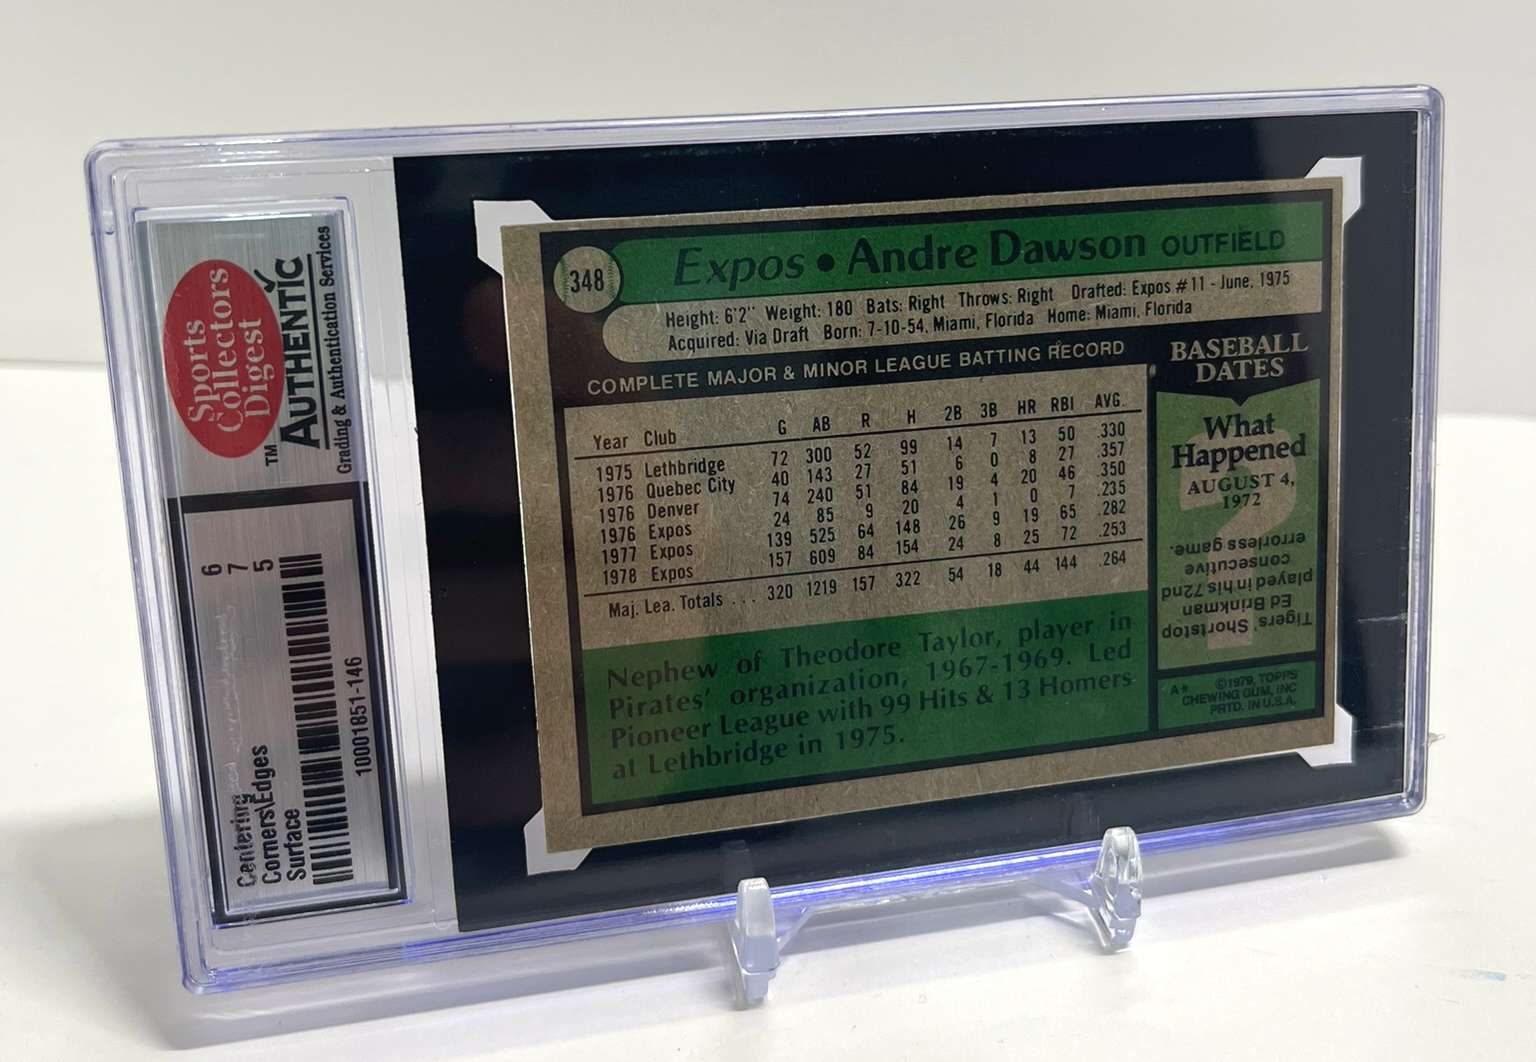 Sports
Collectors
Digest
™
AUTHENTIC
Grading & Authentication Services
Centering 6
Corners\Edges 7
Surface 5
10001851-146
348
Expos • Andre Dawson OUTFIELD
Height: 6'2" Weight: 180 Bats: Right Throws: Right Drafted: Expos #11 - June, 1975
Acquired: Via Draft Born: 7-10-54, Miami, Florida Home: Miami, Florida
COMPLETE MAJOR & MINOR LEAGUE BATTING RECORD
Year Club G AB R H 2B 3B HR RBI AVG.
1975 Lethbridge 72 300 52 99 14 7 13 50 .330
1976 Quebec City 40 143 27 51 6 0 8 27 .357
1976 Denver 74 240 51 84 19 4 20 46 .350
1976 Expos 24 85 9 20 4 1 0 7 .235
1977 Expos 139 525 64 148 26 9 19 65 .282
1978 Expos 157 609 84 154 24 8 25 72 .253
Maj. Lea. Totals . . . 320 1219 157 322 54 18 44 144 .264
Nephew of Theodore Taylor, player in
Pirates' organization, 1967-1969. Led
Pioneer League with 99 Hits & 13 Homers
at Lethbridge in 1975.
BASEBALL
DATES
What
Happened
AUGUST 4,
1972
?
Tigers' Shortstop
Ed Brinkman
played in his 72nd
consecutive
errorless game.
A*
©1979, TOPPS
CHEWING GUM, INC
PRTD. IN U.S.A.